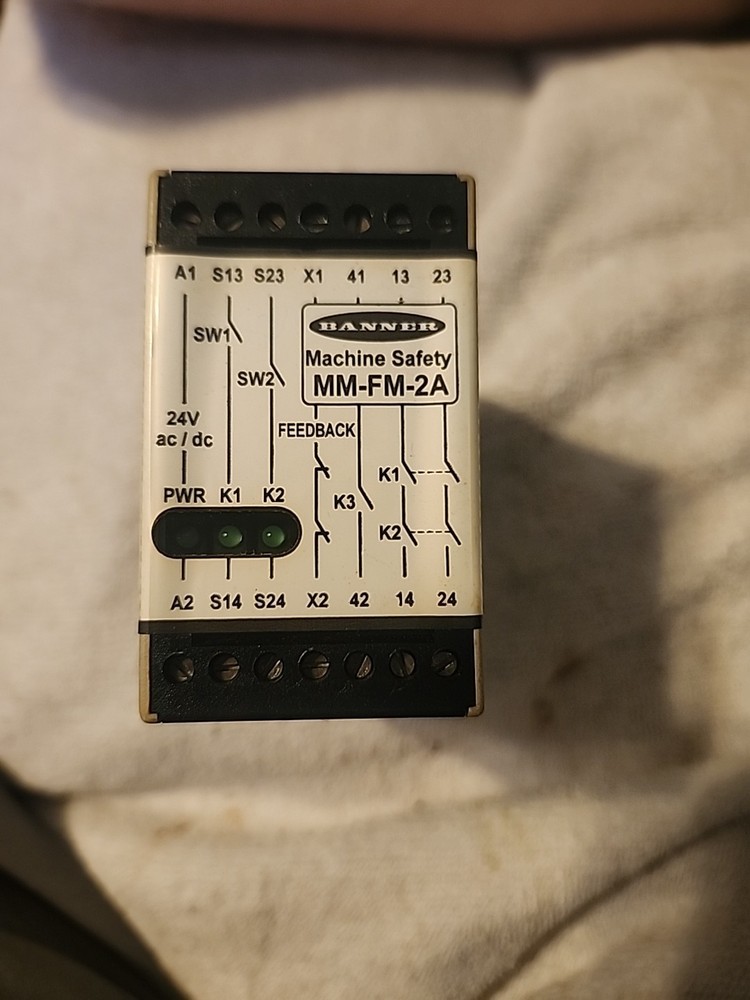 A1 S13 S23 X1 41 13 23
BANNER
SW1
Machine Safety
SW2
MM-FM-2A
24V
ac / dc
FEEDBACK
K1
PWR K1 K2
K3
K2
A2 S14 S24 X2 42 14 24